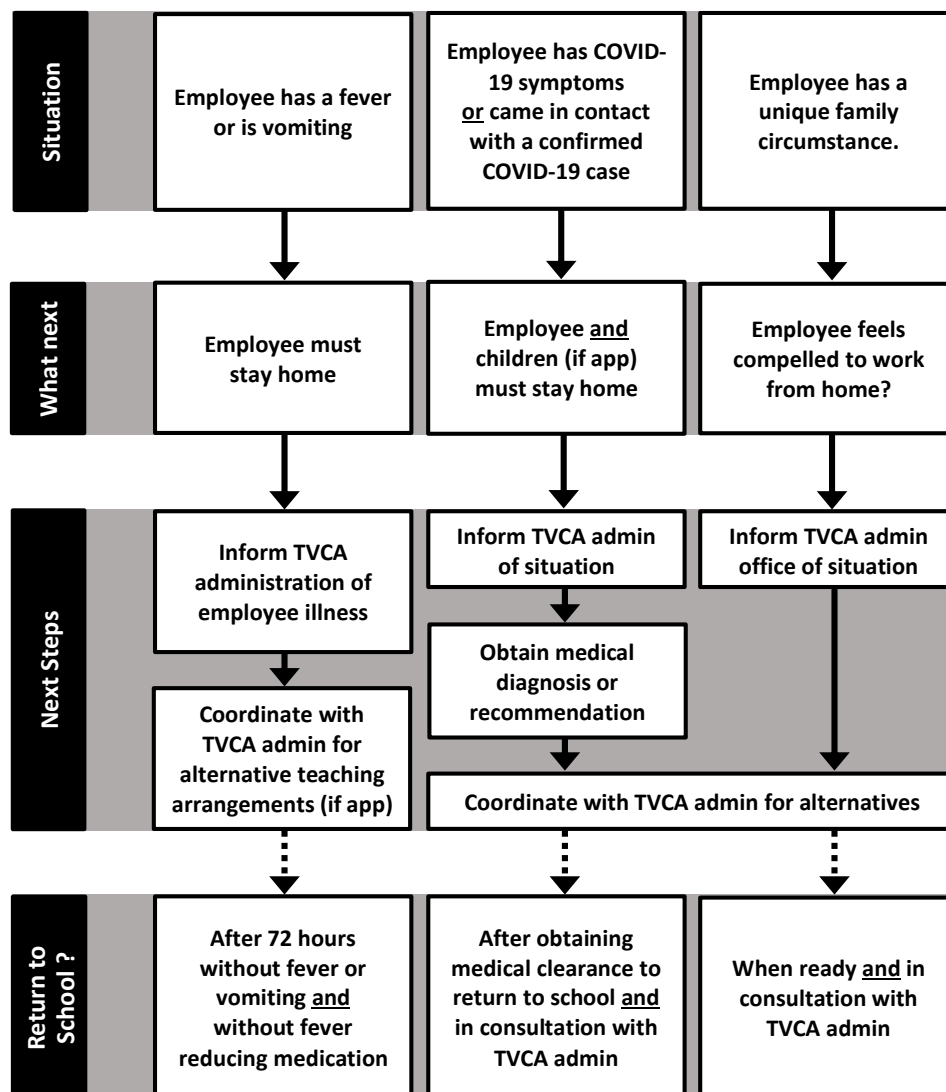 Situation
Employee has a fever
or is vomiting
Employee has COVID-
19 symptoms
or came in contact
with a confirmed
COVID-19 case
Employee has a
unique family
circumstance.
What next
Employee must
stay home
Employee and
children (if app)
must stay home
Employee feels
compelled to work
from home?
Next Steps
Inform TVCA
administration of
employee illness
Coordinate with
TVCA admin for
alternative teaching
arrangements (if app)
Inform TVCA admin
of situation
Obtain medical
diagnosis or
recommendation
Inform TVCA admin
office of situation
Coordinate with TVCA admin for alternatives
Return to
School ?
After 72 hours
without fever or
vomiting and
without fever
reducing medication
After obtaining
medical clearance to
return to school and
in consultation with
TVCA admin
When ready and in
consultation with
TVCA admin